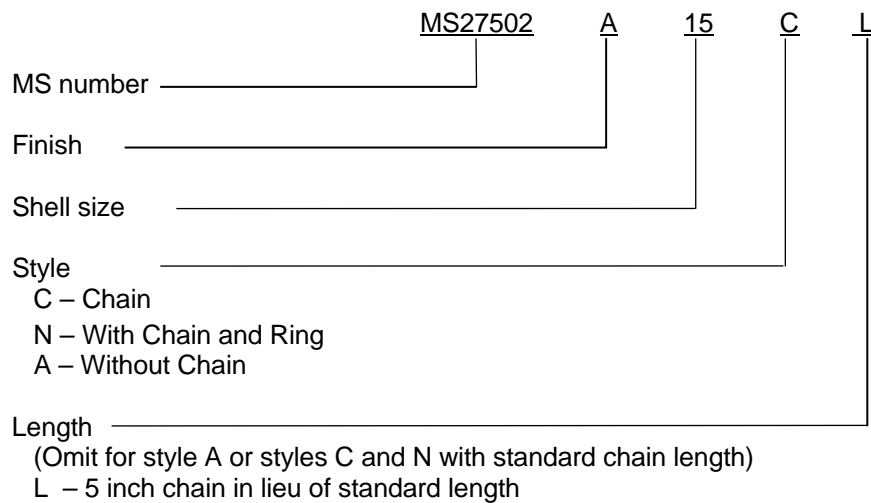 MS27502 A 15 C L
MS number
Finish
Shell size
Style
C – Chain
N – With Chain and Ring
A – Without Chain
Length
(Omit for style A or styles C and N with standard chain length)
L – 5 inch chain in lieu of standard length